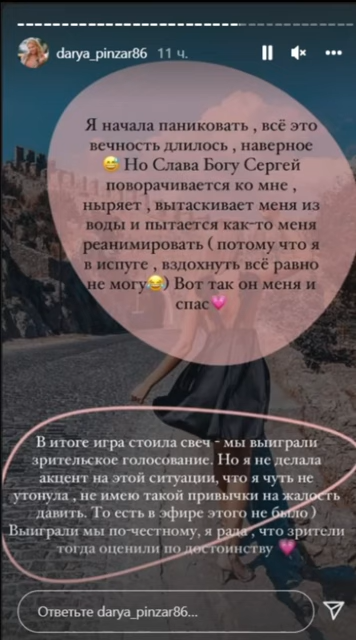 darya_pinzar86 11 ч.
Я начала паниковать , всё это
вечность длилось , наверное
😅 Но Слава Богу Сергей
поворачивается ко мне ,
ныряет , вытаскивает меня из
воды и пытается как-то меня
реанимировать ( потому что я
в испуге , вздохнуть всё равно
не могу😂) Вот так он меня и
спас💗
В итоге игра стоила свеч - мы выиграли
зрительское голосование. Но я не делала
акцент на этой ситуации, что я чуть не
утонула , не имею такой привычки на жалость
давить. То есть в эфире этого не было )
Выиграли мы по-честному, я рада , что зрители
тогда оценили по достоинству 💗
Ответьте darya_pinzar86...